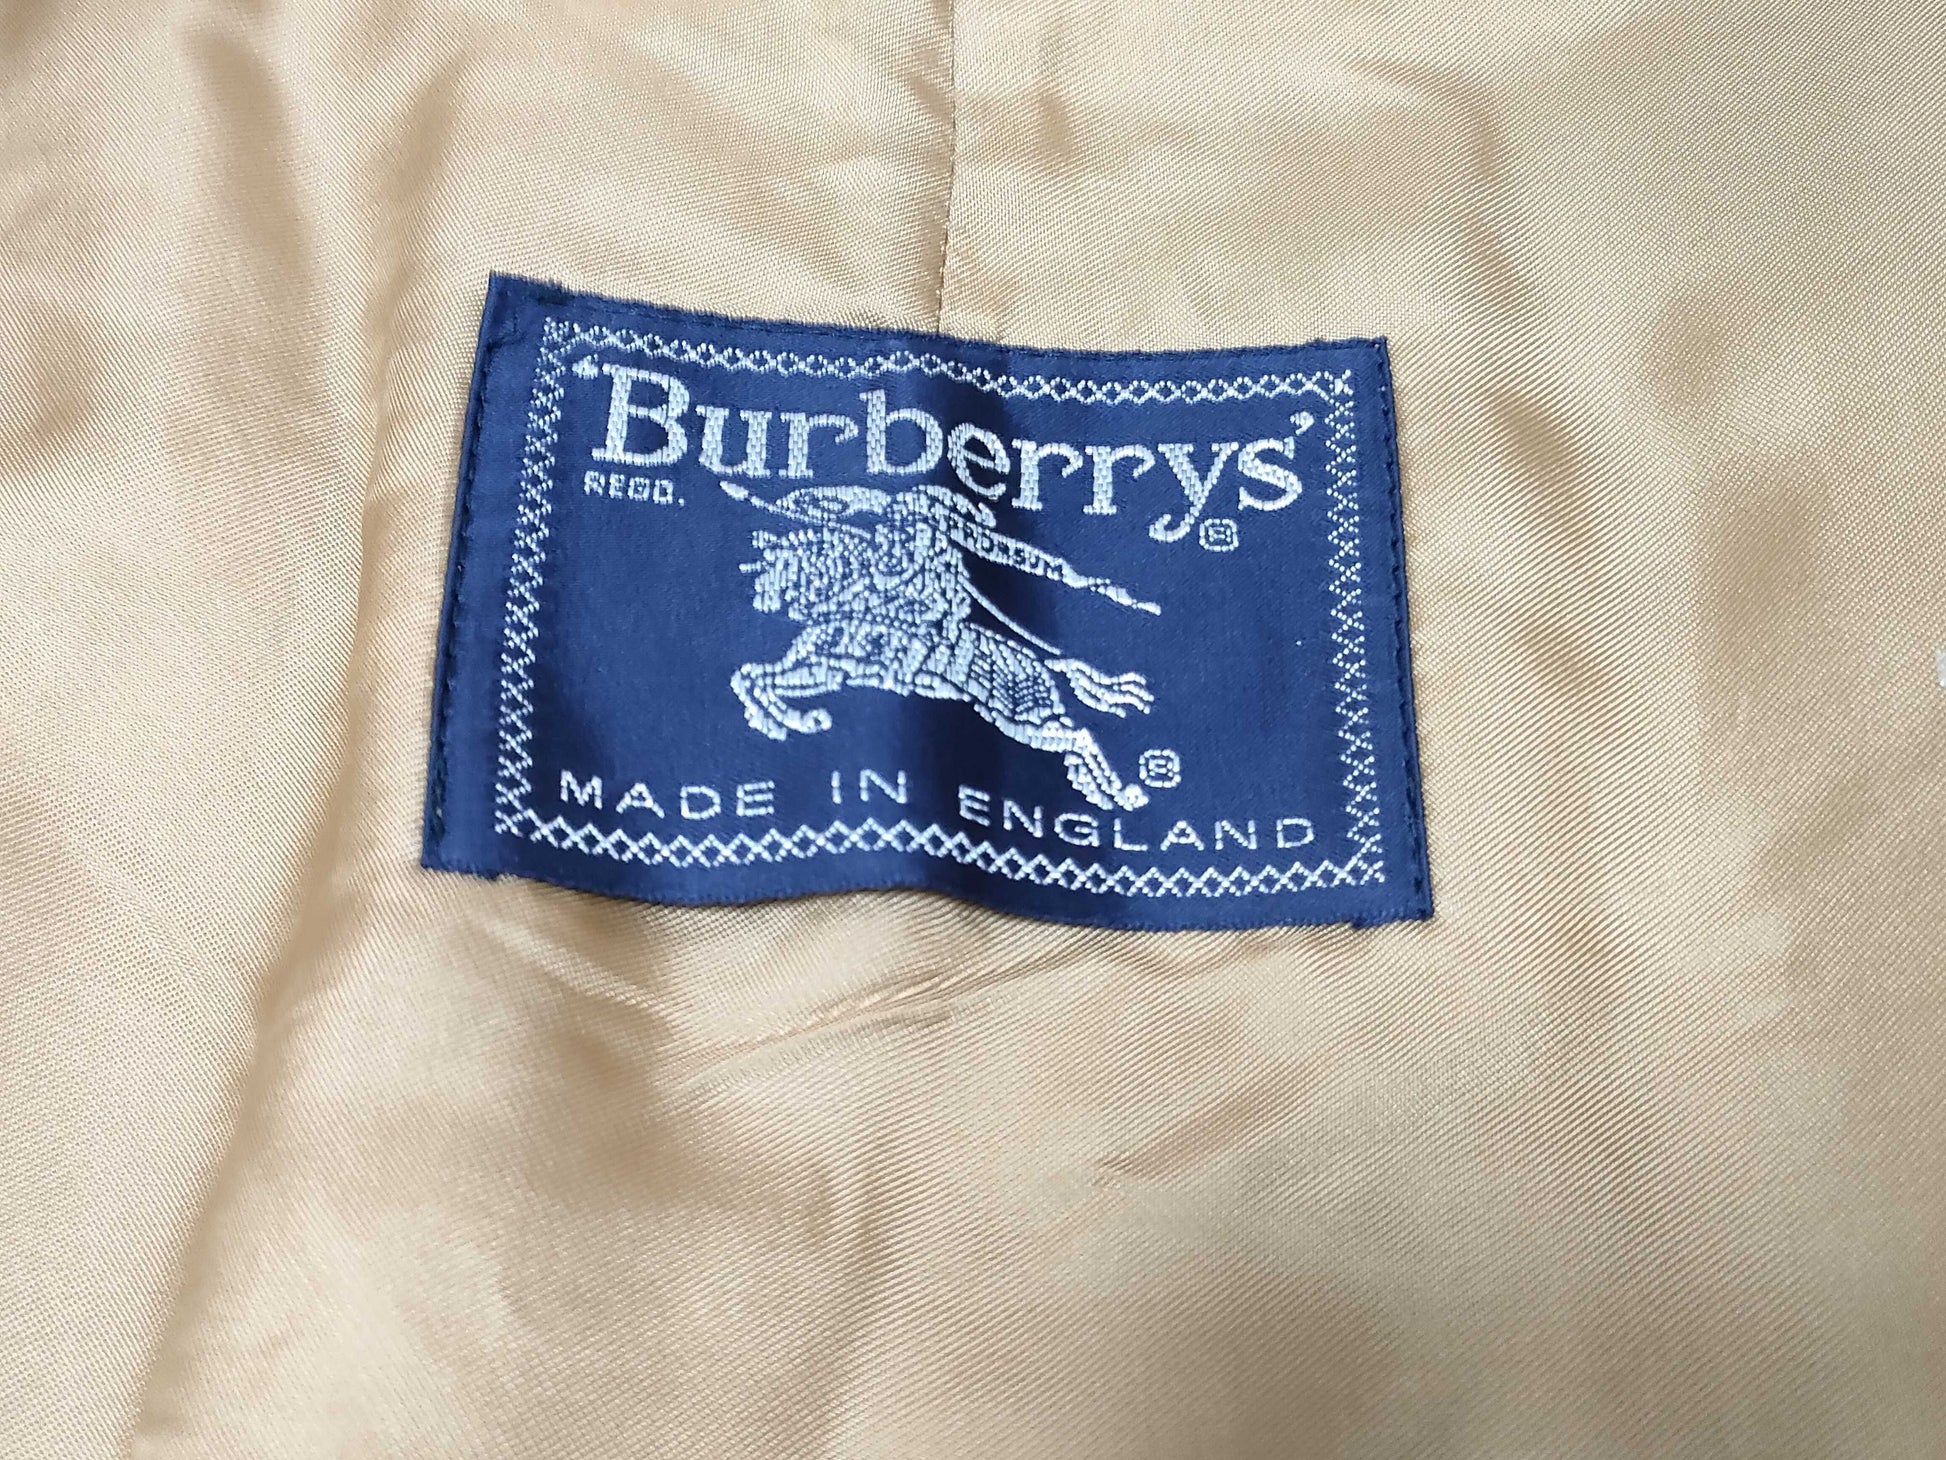 'Burberrys'
REGD.
®
PRORSUM
®
MADE IN ENGLAND